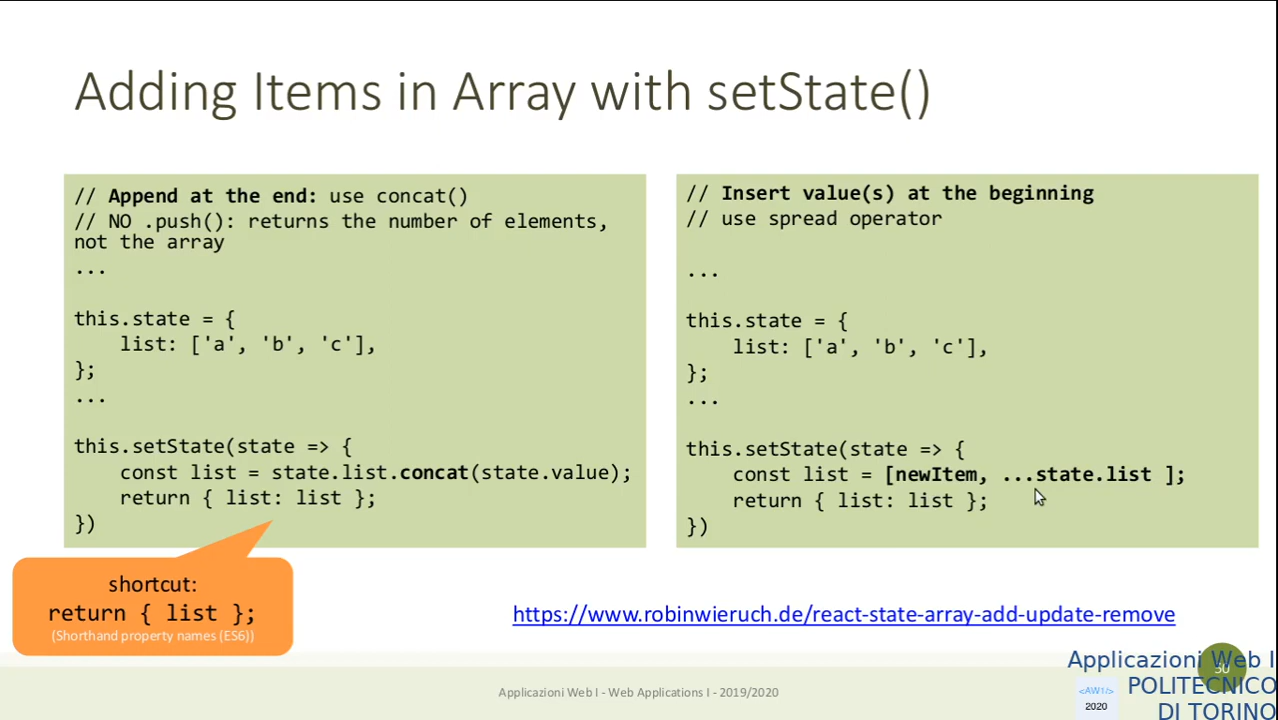 Adding Items in Array with setState()
// Append at the end: use concat()
// NO .push(): returns the number of elements,
not the array
...
this.state = {
    list: ['a', 'b', 'c'],
};
...
this.setState(state => {
    const list = state.list.concat(state.value);
    return { list: list };
})
// Insert value(s) at the beginning
// use spread operator
...
this.state = {
    list: ['a', 'b', 'c'],
};
...
this.setState(state => {
    const list = [newItem, ...state.list ];
    return { list: list };
})
shortcut:
return { list };
(Shorthand property names (ES6))
https://www.robinwieruch.de/react-state-array-add-update-remove
Applicazioni Web I - Web Applications I - 2019/2020
50
Applicazioni Web I
POLITECNICO
DI TORINO
<AW1/>
2020